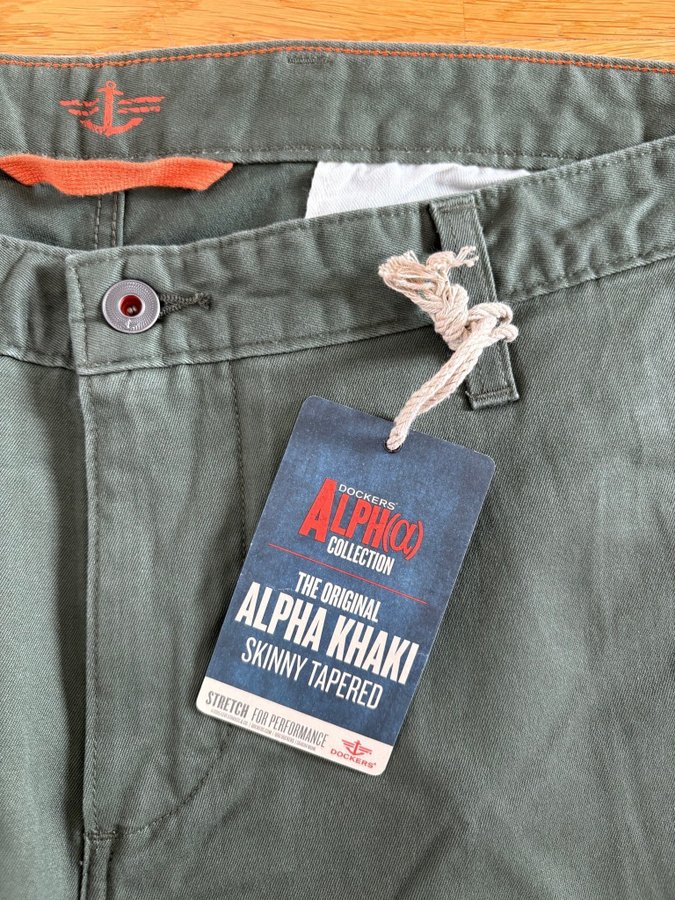 DOCKERS®
ALPH(α)
COLLECTION
THE ORIGINAL
ALPHA KHAKI
SKINNY TAPERED
STRETCH FOR PERFORMANCE
DOCKERS®